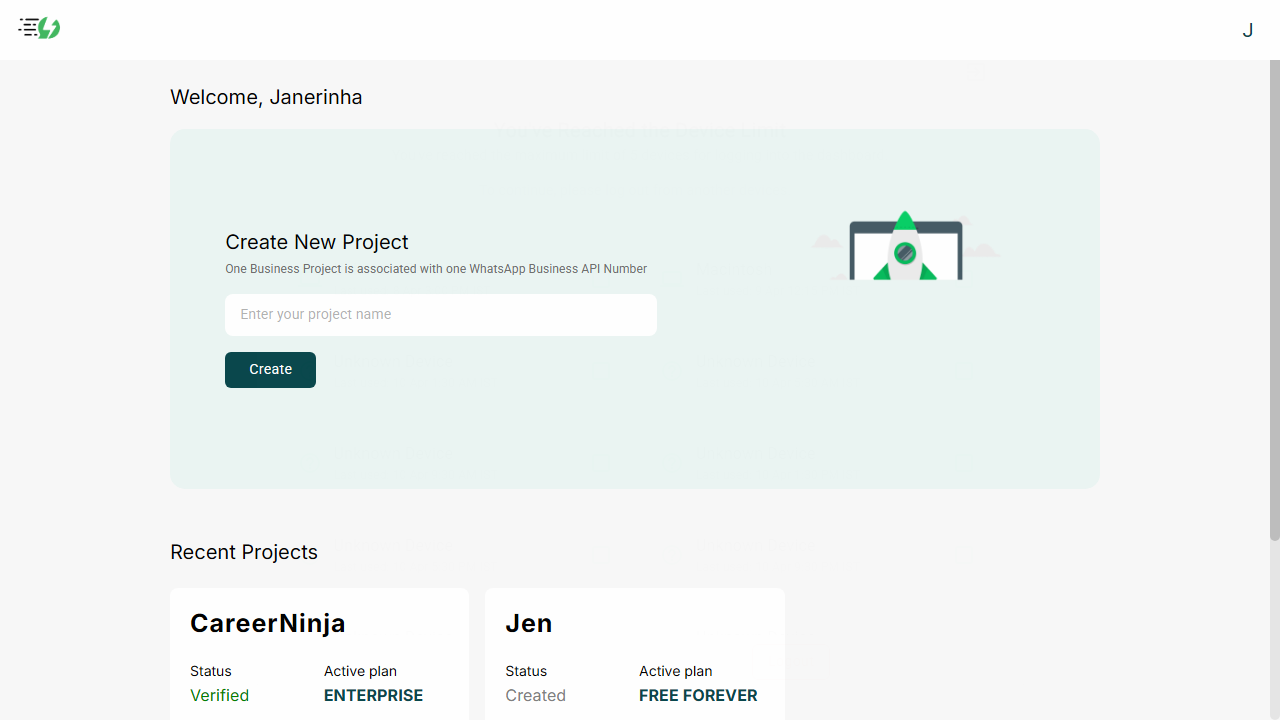 J
Welcome, Janerinha
Create New Project
One Business Project is associated with one WhatsApp Business API Number
Enter your project name
Create
Recent Projects
CareerNinja
Status
Active plan
Verified
ENTERPRISE
Jen
Status
Active plan
Created
FREE FOREVER